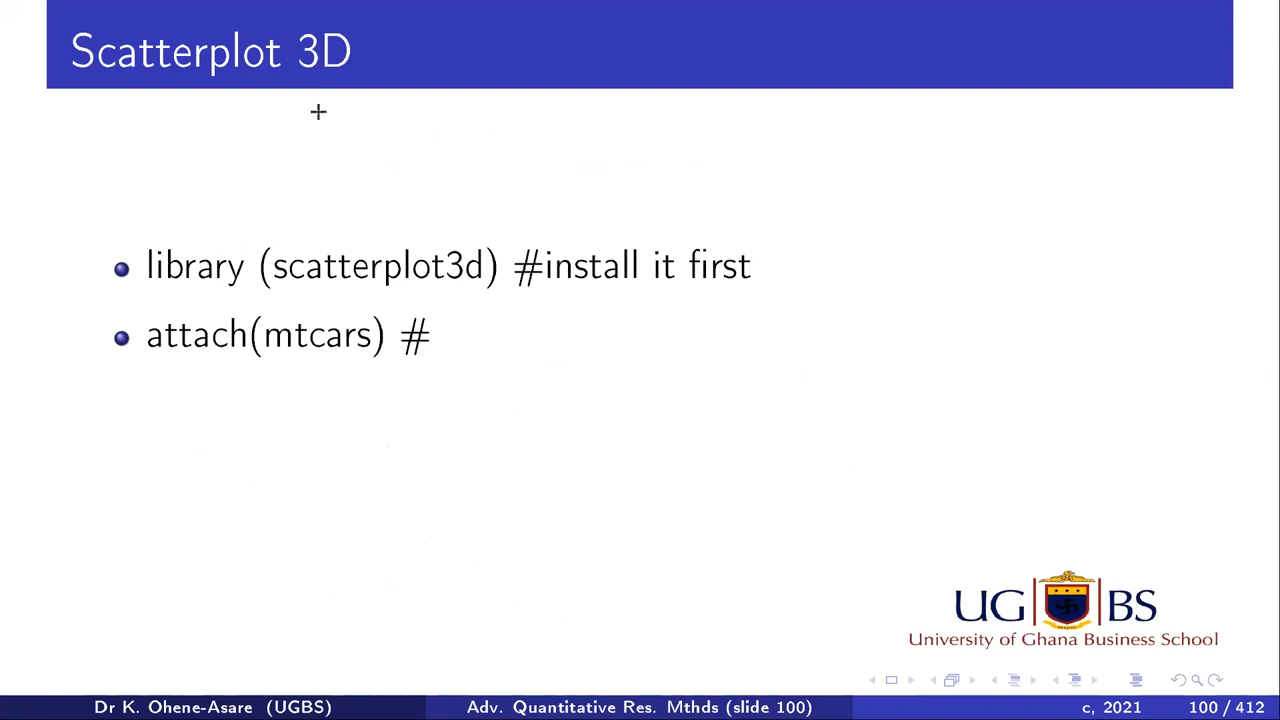 Scatterplot 3D
library (scatterplot3d) #install it first
attach(mtcars) #
UG BS
University of Ghana Business School
Dr K. Ohene-Asare (UGBS) Adv. Quantitative Res. Mthds (slide 100) c, 2021 100 / 412